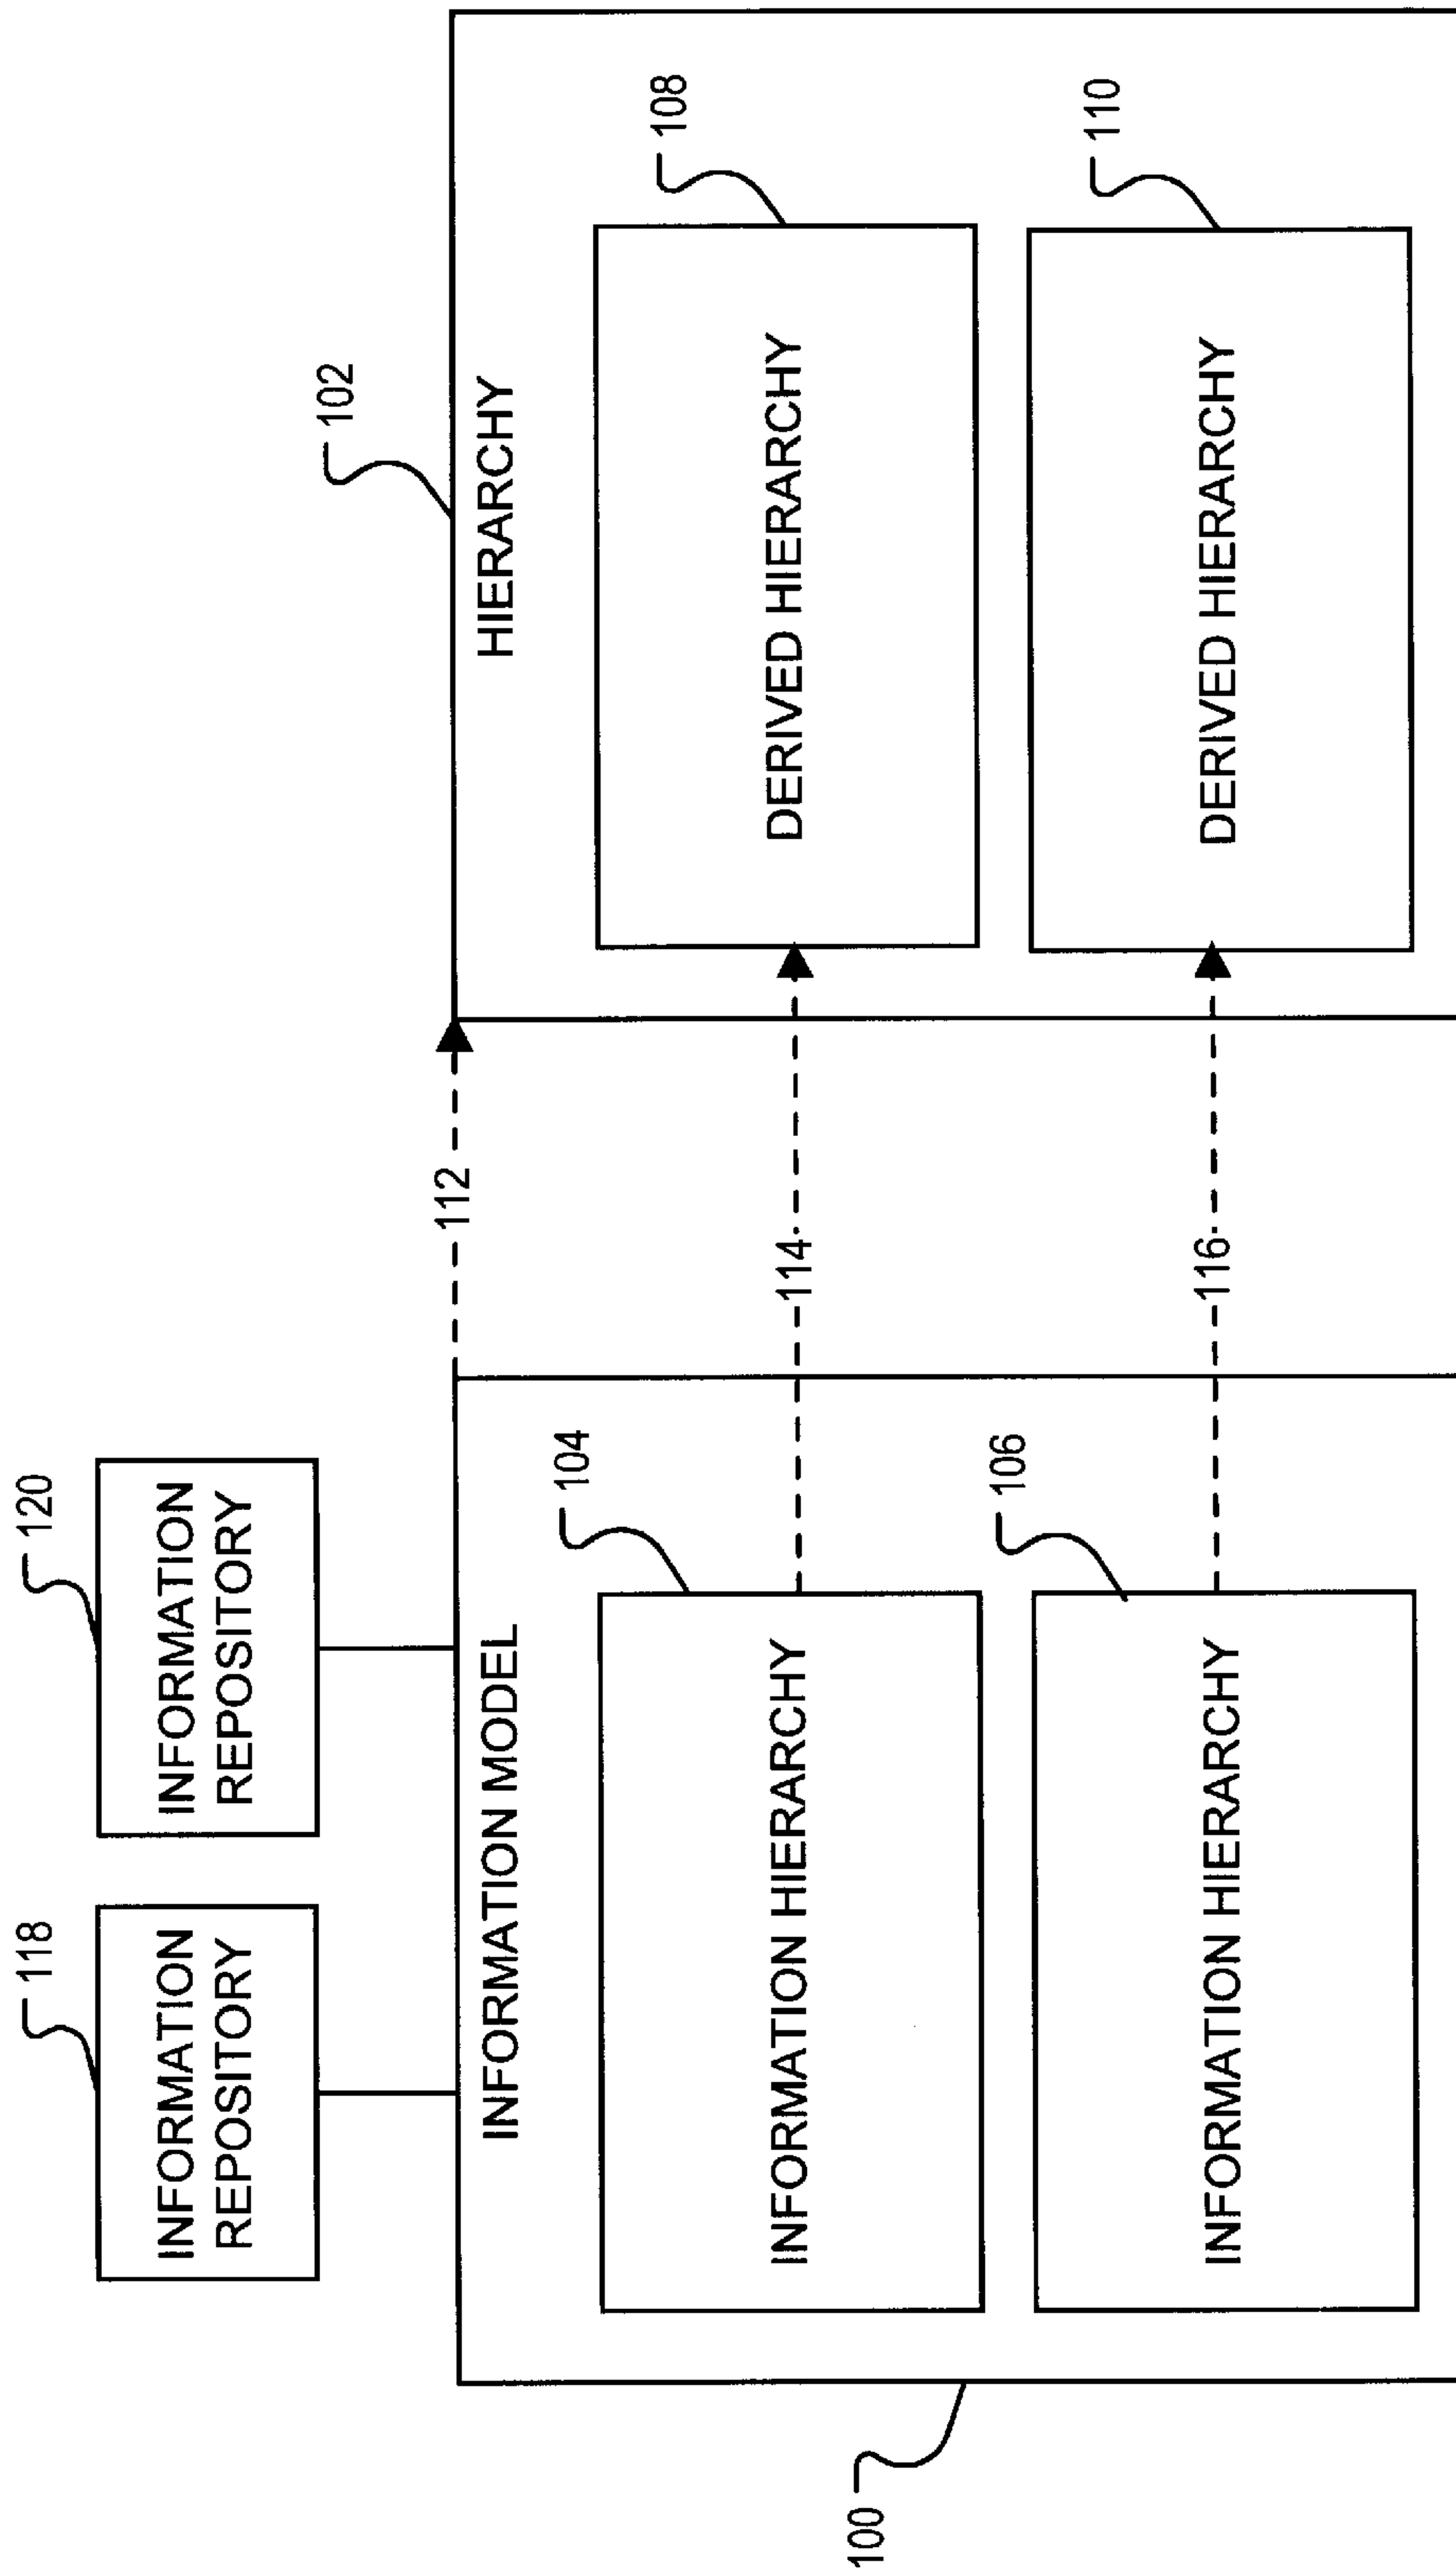 118
120
INFORMATION
REPOSITORY
INFORMATION
REPOSITORY
102
INFORMATION MODEL
112
HIERARCHY
104
108
INFORMATION HIERARCHY
114
DERIVED HIERARCHY
106
110
INFORMATION HIERARCHY
116
DERIVED HIERARCHY
100